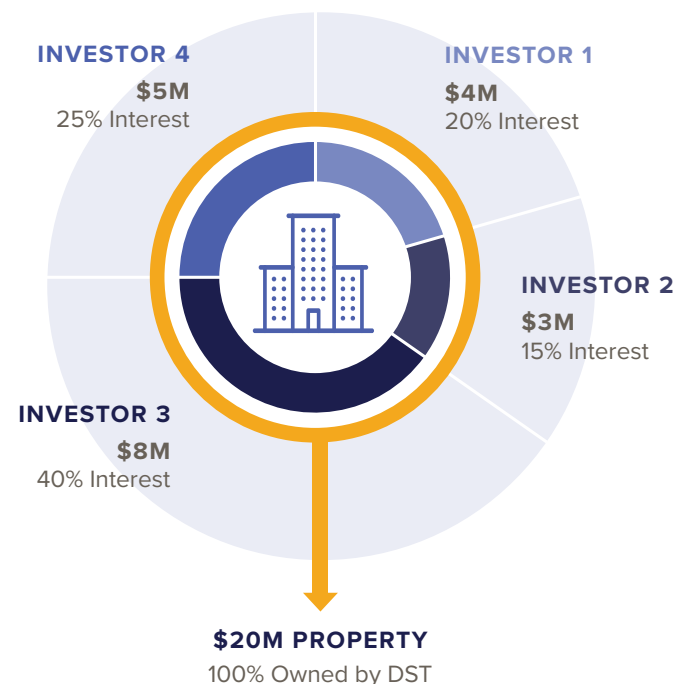 INVESTOR 4
$5M
25% Interest
INVESTOR 1
$4M
20% Interest
INVESTOR 2
$3M
15% Interest
INVESTOR 3
$8M
40% Interest
$20M PROPERTY
100% Owned by DST